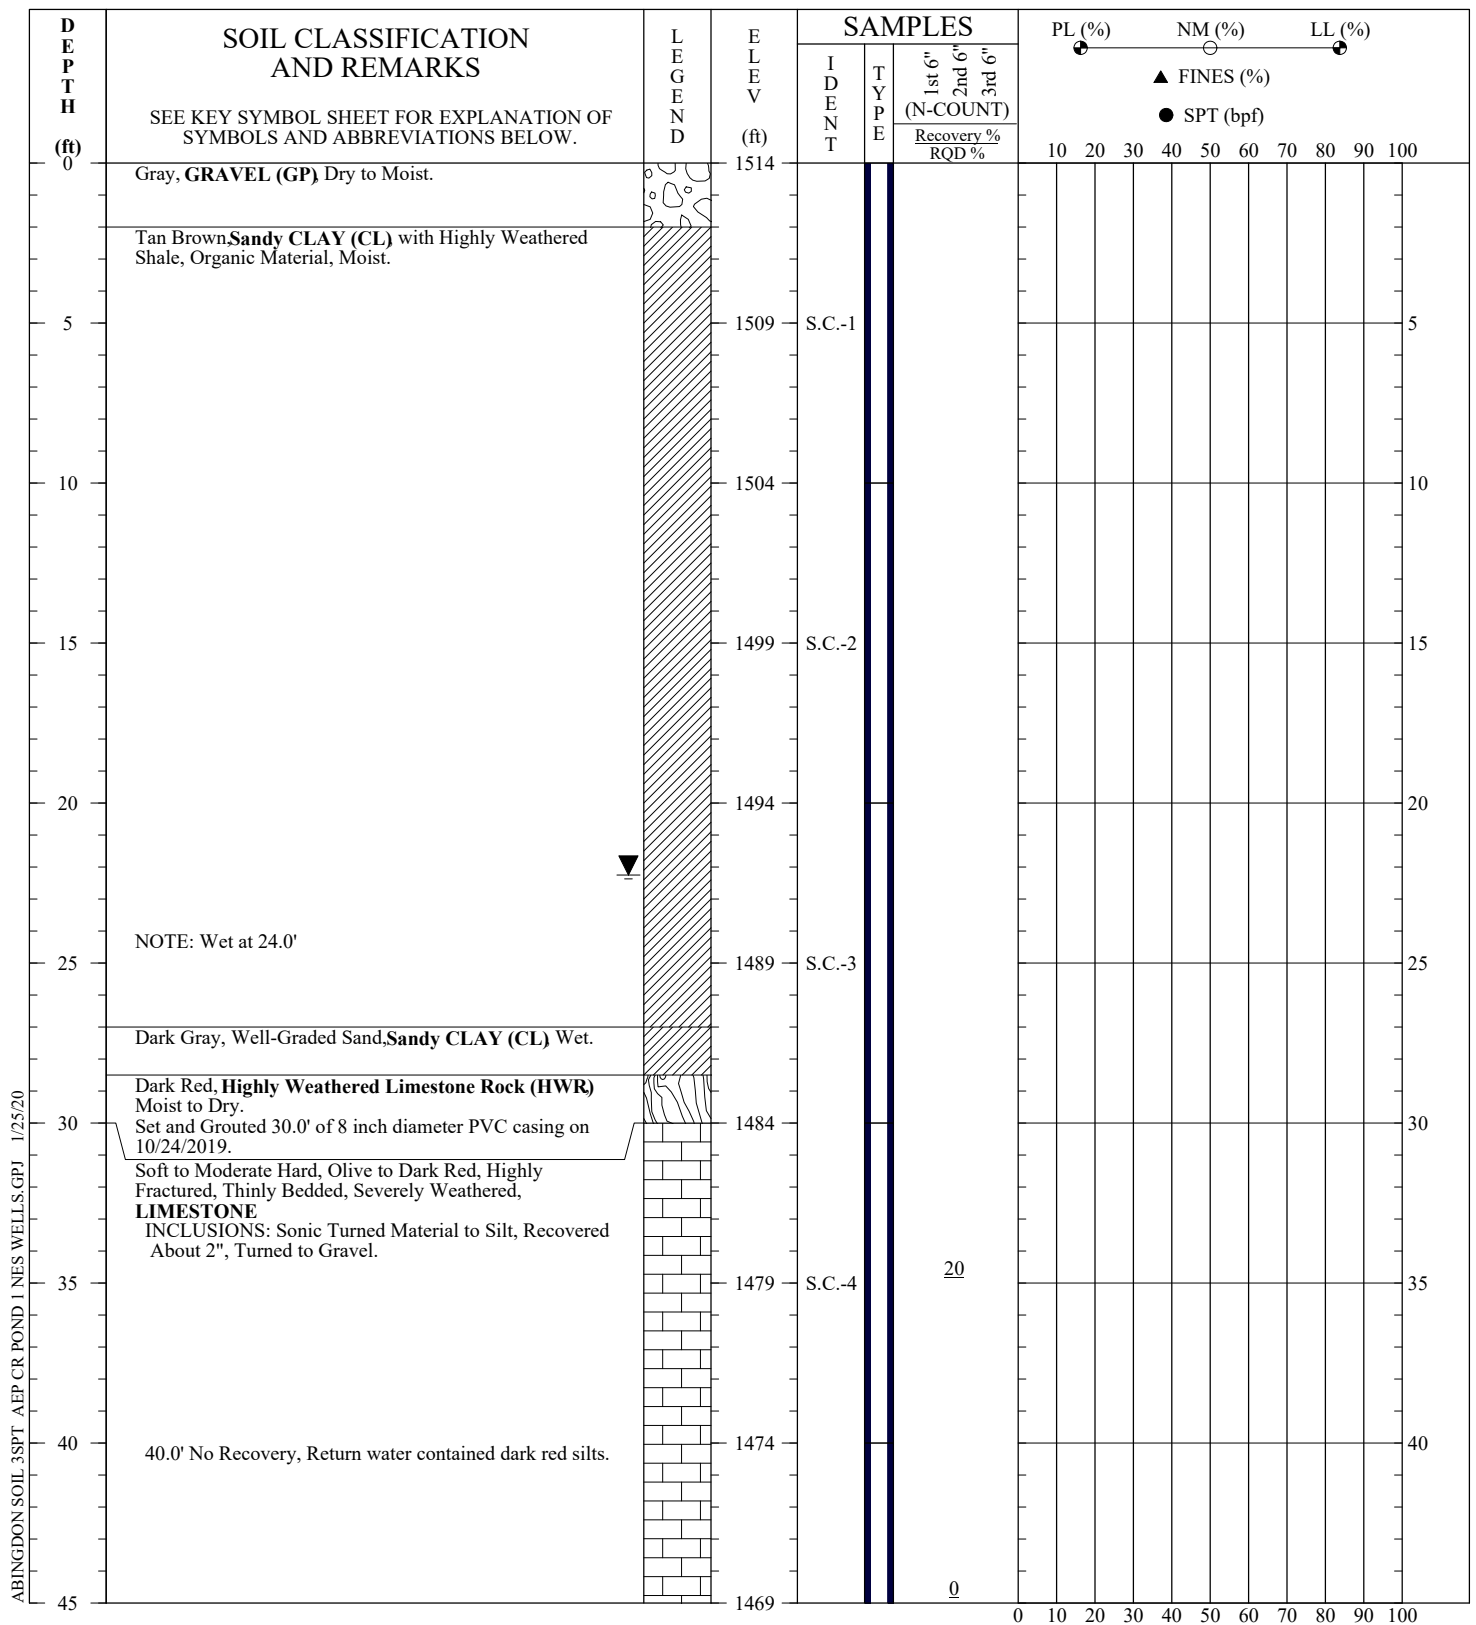 DEPTH
(ft)
SOIL CLASSIFICATION
AND REMARKS
SEE KEY SYMBOL SHEET FOR EXPLANATION OF
SYMBOLS AND ABBREVIATIONS BELOW.
LEGEND
ELEV
(ft)
SAMPLES
IDENT
TYPE
1st 6"
2nd 6"
3rd 6"
(N-COUNT)
Recovery %
RQD %
PL (%) NM (%) LL (%)
▲ FINES (%)
● SPT (bpf)
10 20 30 40 50 60 70 80 90 100
0 1514
Gray, GRAVEL (GP), Dry to Moist.
Tan Brown, Sandy CLAY (CL), with Highly Weathered
Shale, Organic Material, Moist.
5 1509 S.C.-1 5
10 1504 10
15 1499 S.C.-2 15
20 1494 20
NOTE: Wet at 24.0'
25 1489 S.C.-3 25
Dark Gray, Well-Graded Sand, Sandy CLAY (CL), Wet.
Dark Red, Highly Weathered Limestone Rock (HWR),
Moist to Dry.
30 1484 30
Set and Grouted 30.0' of 8 inch diameter PVC casing on
10/24/2019.
Soft to Moderate Hard, Olive to Dark Red, Highly
Fractured, Thinly Bedded, Severely Weathered,
LIMESTONE
INCLUSIONS: Sonic Turned Material to Silt, Recovered
About 2", Turned to Gravel.
20
35 1479 S.C.-4 35
40 1474 40
40.0' No Recovery, Return water contained dark red silts.
0
45 1469
0 10 20 30 40 50 60 70 80 90 100
ABINGDON SOIL 3SPT AEP CR POND 1 NES WELLS.GPJ 1/25/20